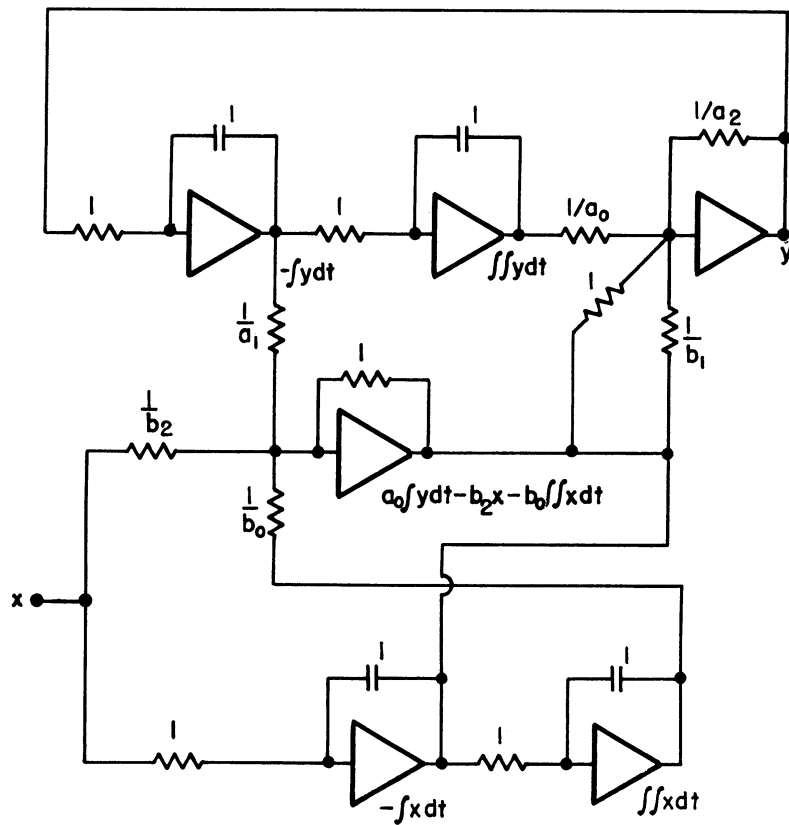 1
1
1/a₂
1
1
1/a₀
y
-∫ydt
∫∫ydt
1
1/a₁
1/b₁
1
1/b₂
a₀∫ydt-b₂x-b₀∫∫xdt
1/b₀
x
1
1
1
1
-∫xdt
∫∫xdt